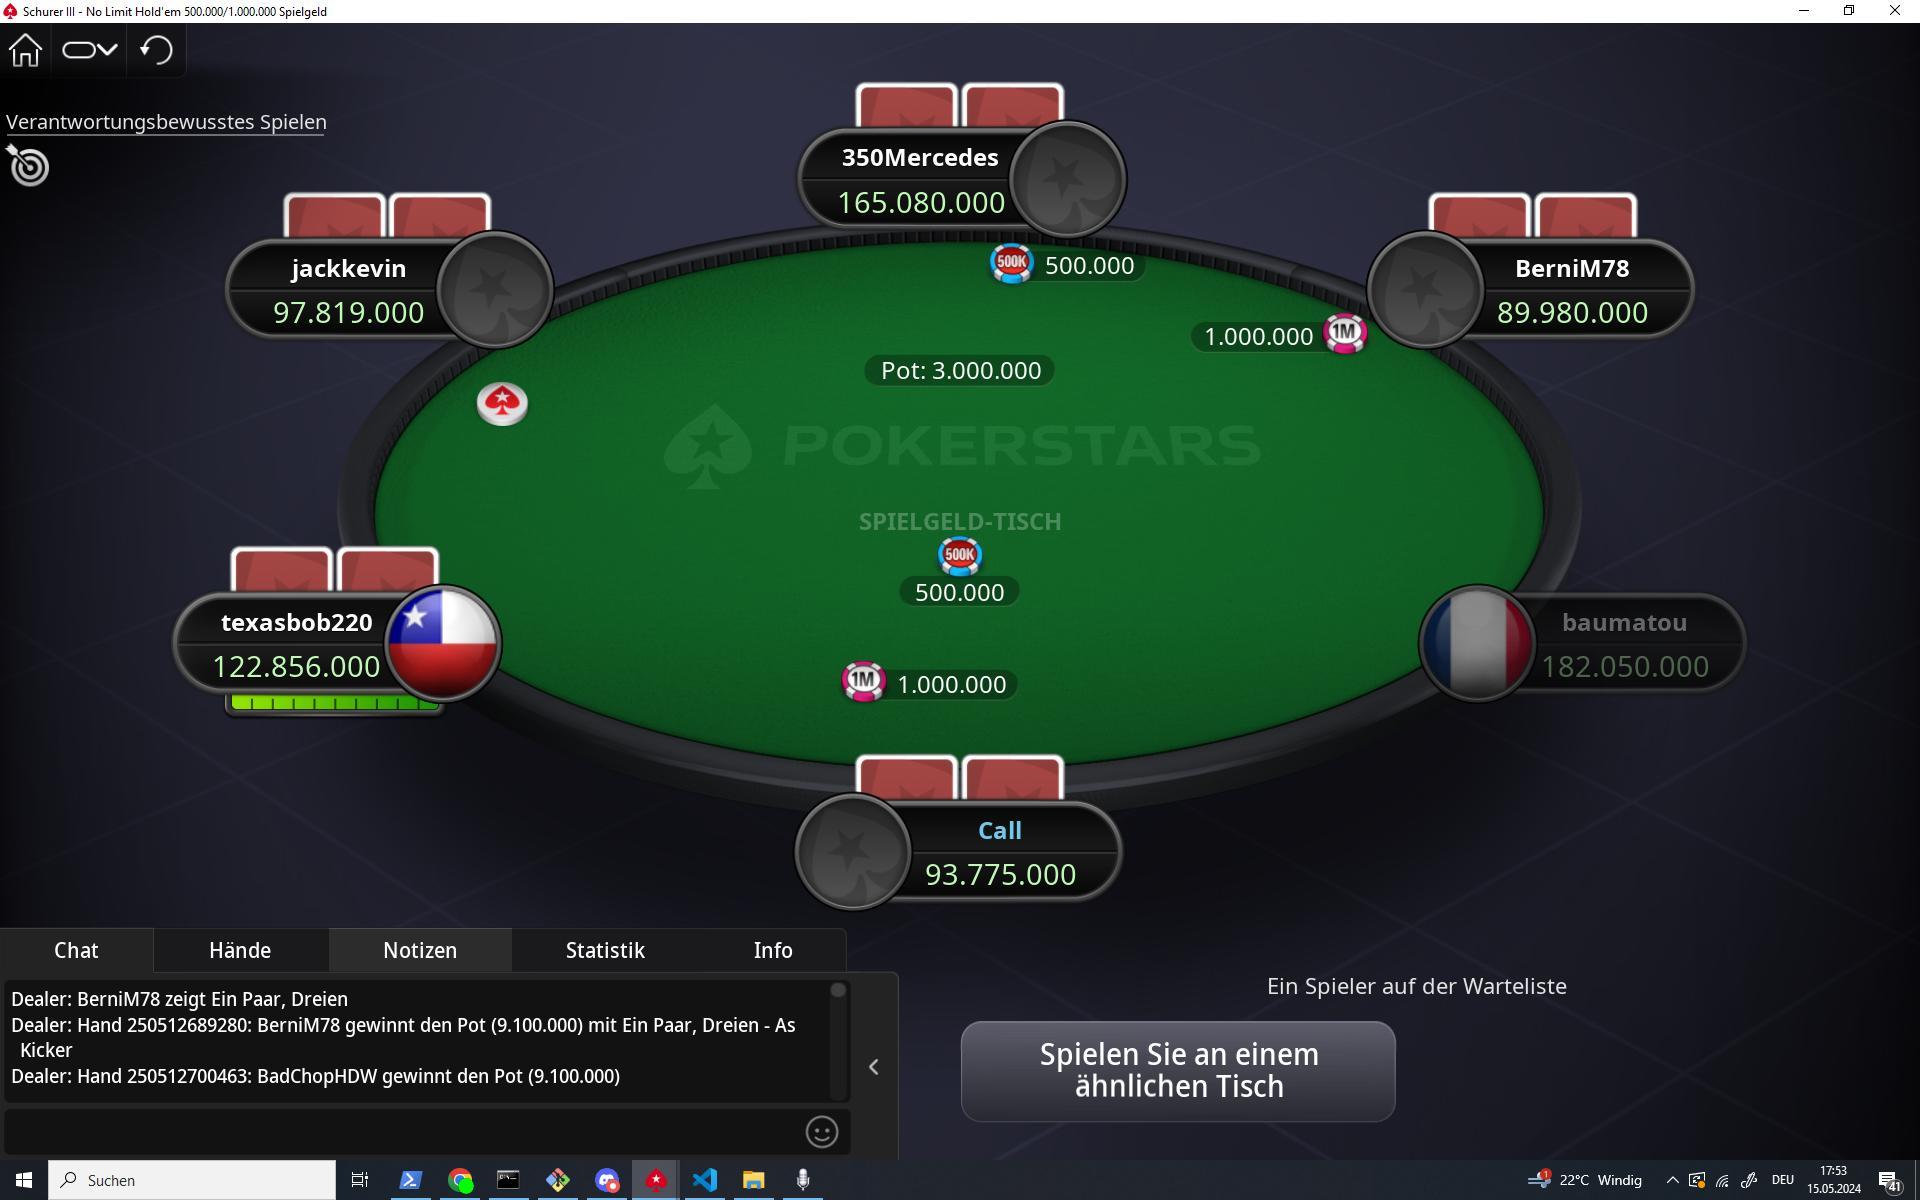 Schurer III - No Limit Hold'em 500.000/1.000.000 Spielgeld
Verantwortungsbewusstes Spielen
350Mercedes
165.080.000
jackkevin
97.819.000
BerniM78
89.980.000
500K 500.000
1.000.000 1M
Pot: 3.000.000
POKERSTARS
SPIELGELD-TISCH
500K
500.000
texasbob220
122.856.000
baumatou
182.050.000
1M 1.000.000
Call
93.775.000
Chat Hände Notizen Statistik Info
Dealer: BerniM78 zeigt Ein Paar, Dreien
Dealer: Hand 250512689280: BerniM78 gewinnt den Pot (9.100.000) mit Ein Paar, Dreien - As
Kicker
Dealer: Hand 250512700463: BadChopHDW gewinnt den Pot (9.100.000)
Ein Spieler auf der Warteliste
Spielen Sie an einem
ähnlichen Tisch
Suchen
1 22°C Windig
DEU
17:53
15.05.2024
41